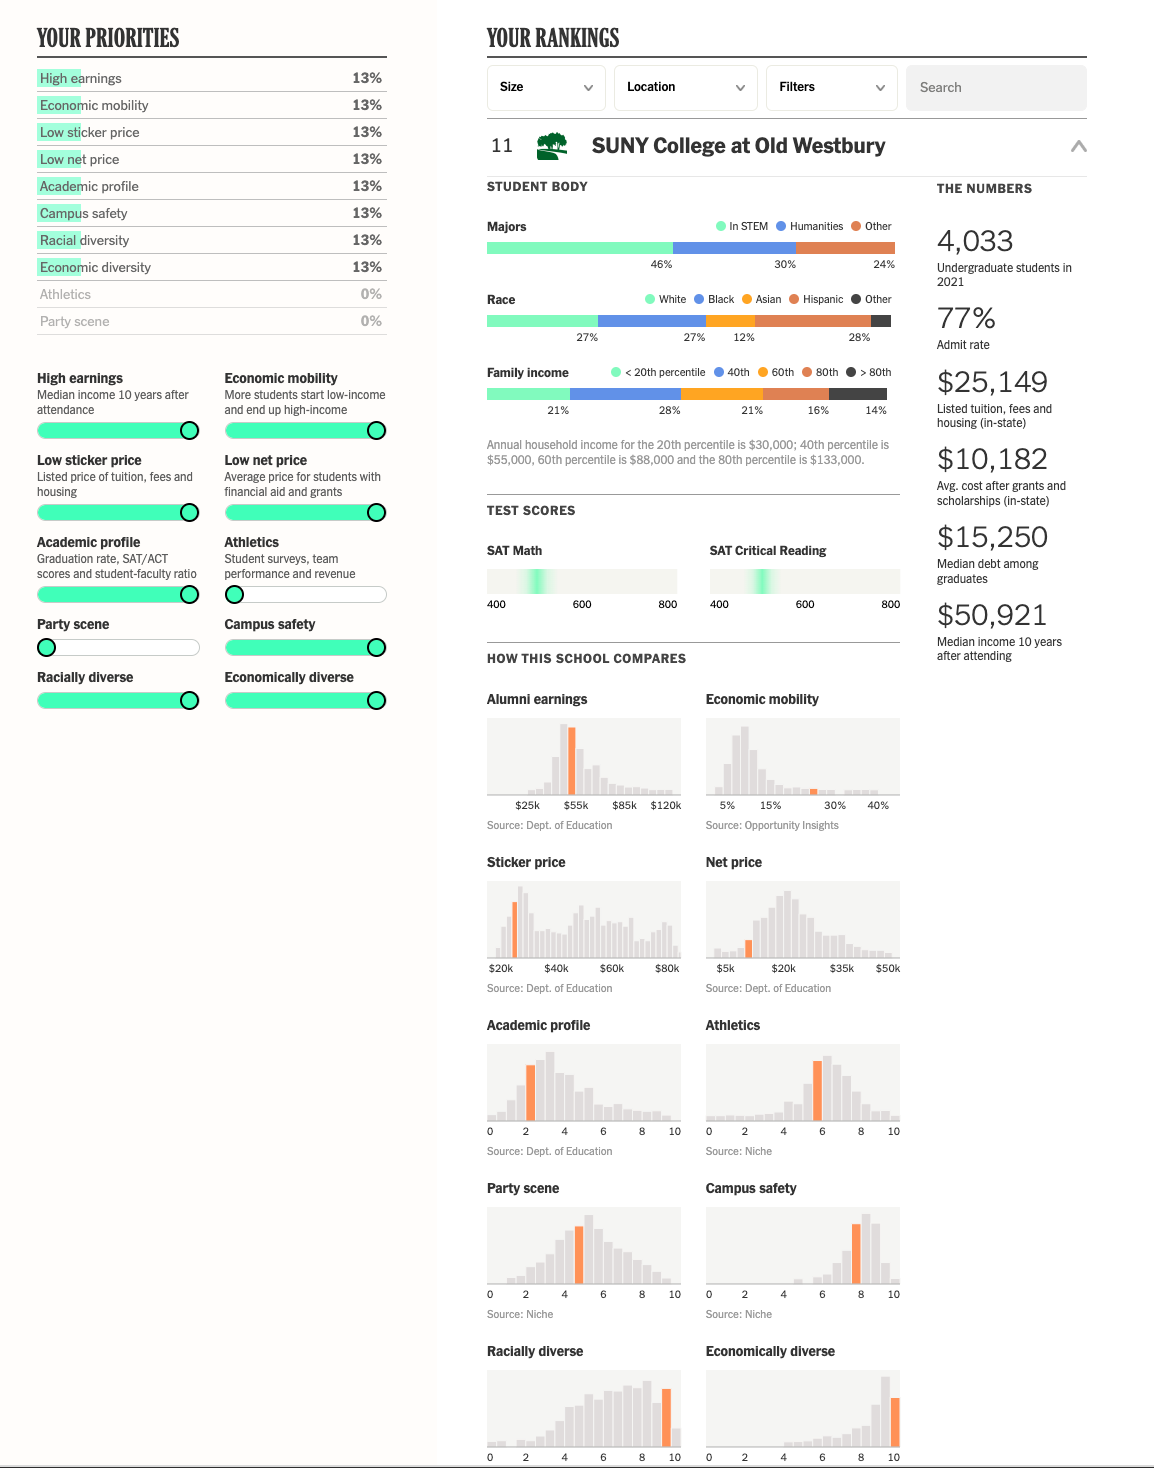 YOUR PRIORITIES
High earnings 13%
Economic mobility 13%
Low sticker price 13%
Low net price 13%
Academic profile 13%
Campus safety 13%
Racial diversity 13%
Economic diversity 13%
Athletics 0%
Party scene 0%
High earnings
Median income 10 years after
attendance
Economic mobility
More students start low-income
and end up high-income
Low sticker price
Listed price of tuition, fees and
housing
Low net price
Average price for students with
financial aid and grants
Academic profile
Graduation rate, SAT/ACT
scores and student-faculty ratio
Athletics
Student surveys, team
performance and revenue
Party scene
Campus safety
Racially diverse
Economically diverse
YOUR RANKINGS
Size
Location
Filters
Search
11 SUNY College at Old Westbury
STUDENT BODY
Majors In STEM Humanities Other
46% 30% 24%
Race White Black Asian Hispanic Other
27% 27% 12% 28%
Family income < 20th percentile 40th 60th 80th > 80th
21% 28% 21% 16% 14%
Annual household income for the 20th percentile is $30,000; 40th percentile is
$55,000, 60th percentile is $88,000 and the 80th percentile is $133,000.
TEST SCORES
SAT Math
400 600 800
SAT Critical Reading
400 600 800
HOW THIS SCHOOL COMPARES
Alumni earnings
$25k $55k $85k $120k
Source: Dept. of Education
Economic mobility
5% 15% 30% 40%
Source: Opportunity Insights
Sticker price
$20k $40k $60k $80k
Source: Dept. of Education
Net price
$5k $20k $35k $50k
Source: Dept. of Education
Academic profile
0 2 4 6 8 10
Source: Dept. of Education
Athletics
0 2 4 6 8 10
Source: Niche
Party scene
0 2 4 6 8 10
Source: Niche
Campus safety
0 2 4 6 8 10
Source: Niche
Racially diverse
0 2 4 6 8 10
Economically diverse
0 2 4 6 8 10
THE NUMBERS
4,033
Undergraduate students in
2021
77%
Admit rate
$25,149
Listed tuition, fees and
housing (in-state)
$10,182
Avg. cost after grants and
scholarships (in-state)
$15,250
Median debt among
graduates
$50,921
Median income 10 years
after attending